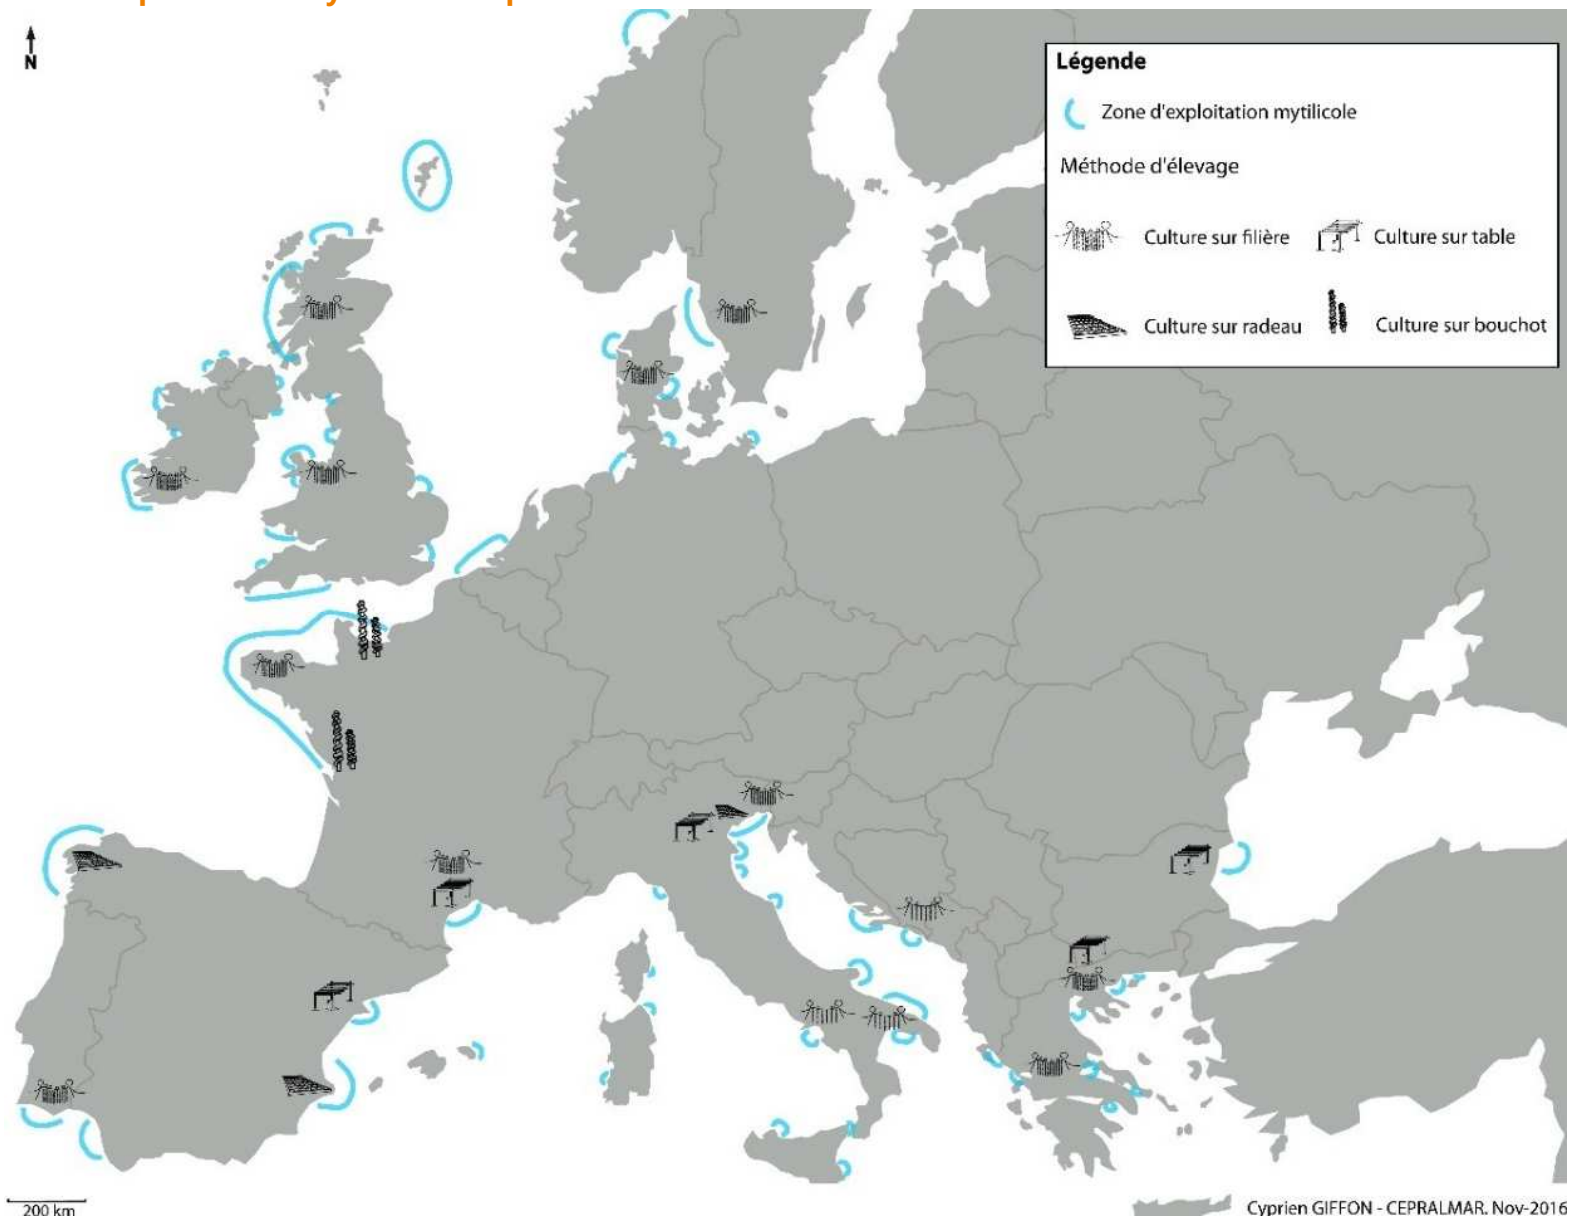 N
Légende
Zone d'exploitation mytilicole
Méthode d'élevage
Culture sur filière
Culture sur table
Culture sur radeau
Culture sur bouchot
200 km
Cyprien GIFFON - CEPRALMAR. Nov-2016